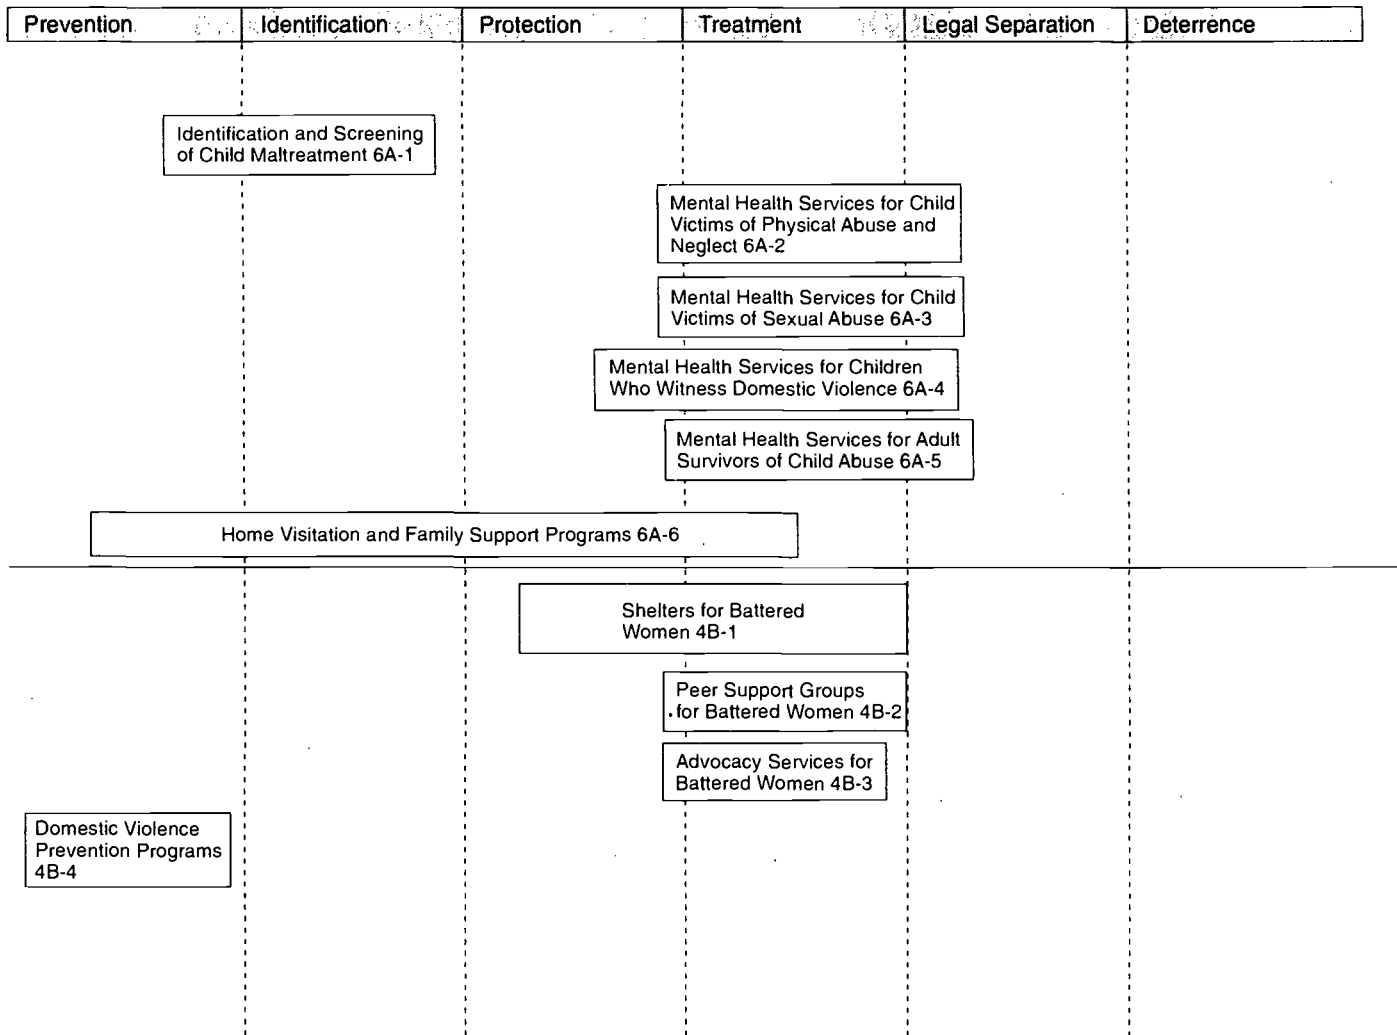 Prevention Identification Protection Treatment Legal Separation Deterrence
Identification and Screening
of Child Maltreatment 6A-1
Mental Health Services for Child
Victims of Physical Abuse and
Neglect 6A-2
Mental Health Services for Child
Victims of Sexual Abuse 6A-3
Mental Health Services for Children
Who Witness Domestic Violence 6A-4
Mental Health Services for Adult
Survivors of Child Abuse 6A-5
Home Visitation and Family Support Programs 6A-6
Shelters for Battered
Women 4B-1
Peer Support Groups
for Battered Women 4B-2
Advocacy Services for
Battered Women 4B-3
Domestic Violence
Prevention Programs
4B-4